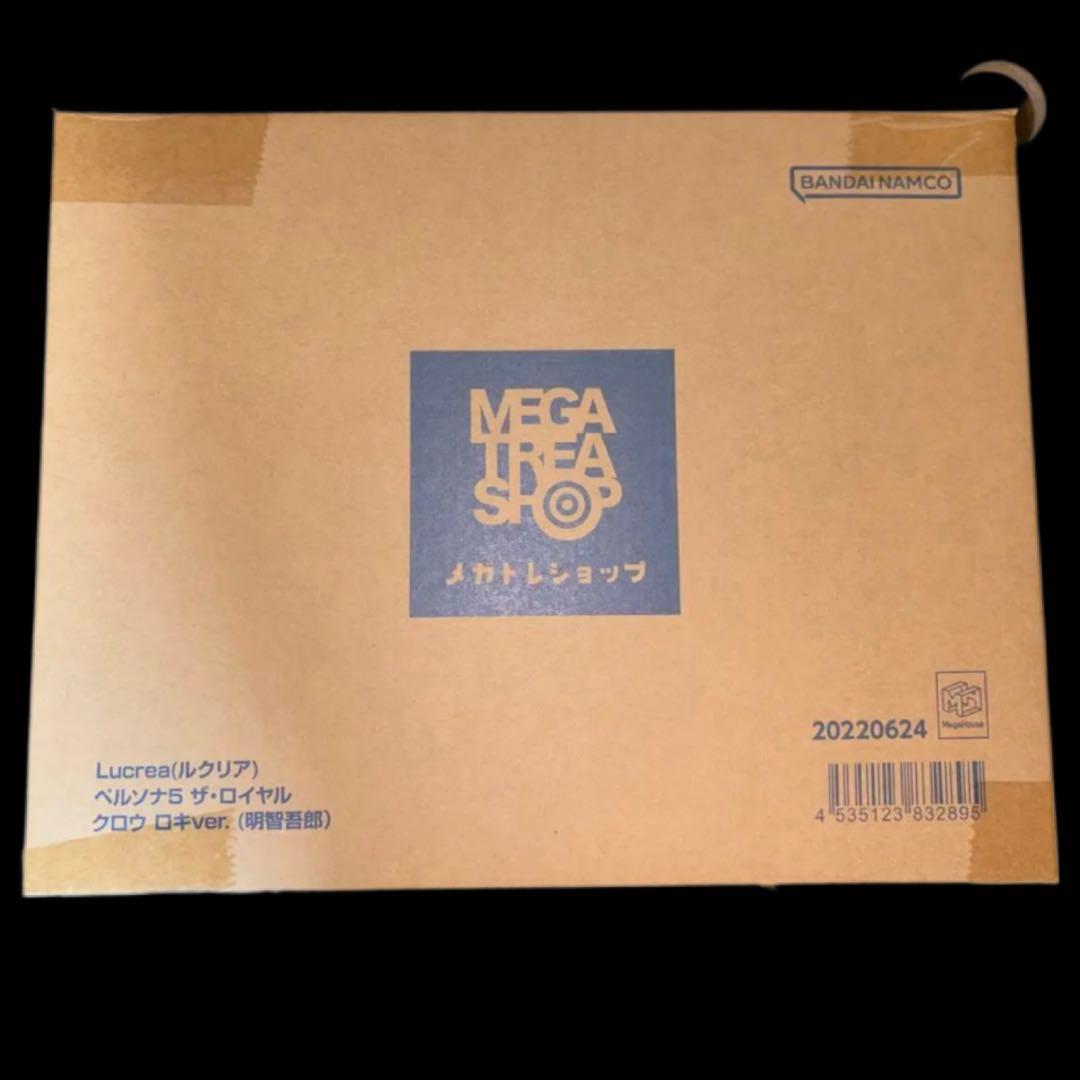 BANDAI NAMCO
MEGA
TREA
SHOP
メガトレショップ
20220624
MegaHouse
Lucrea(ルクリア)
ペルソナ5 ザ・ロイヤル
クロウ ロキver. (明智吾郎)
4 535123 832895